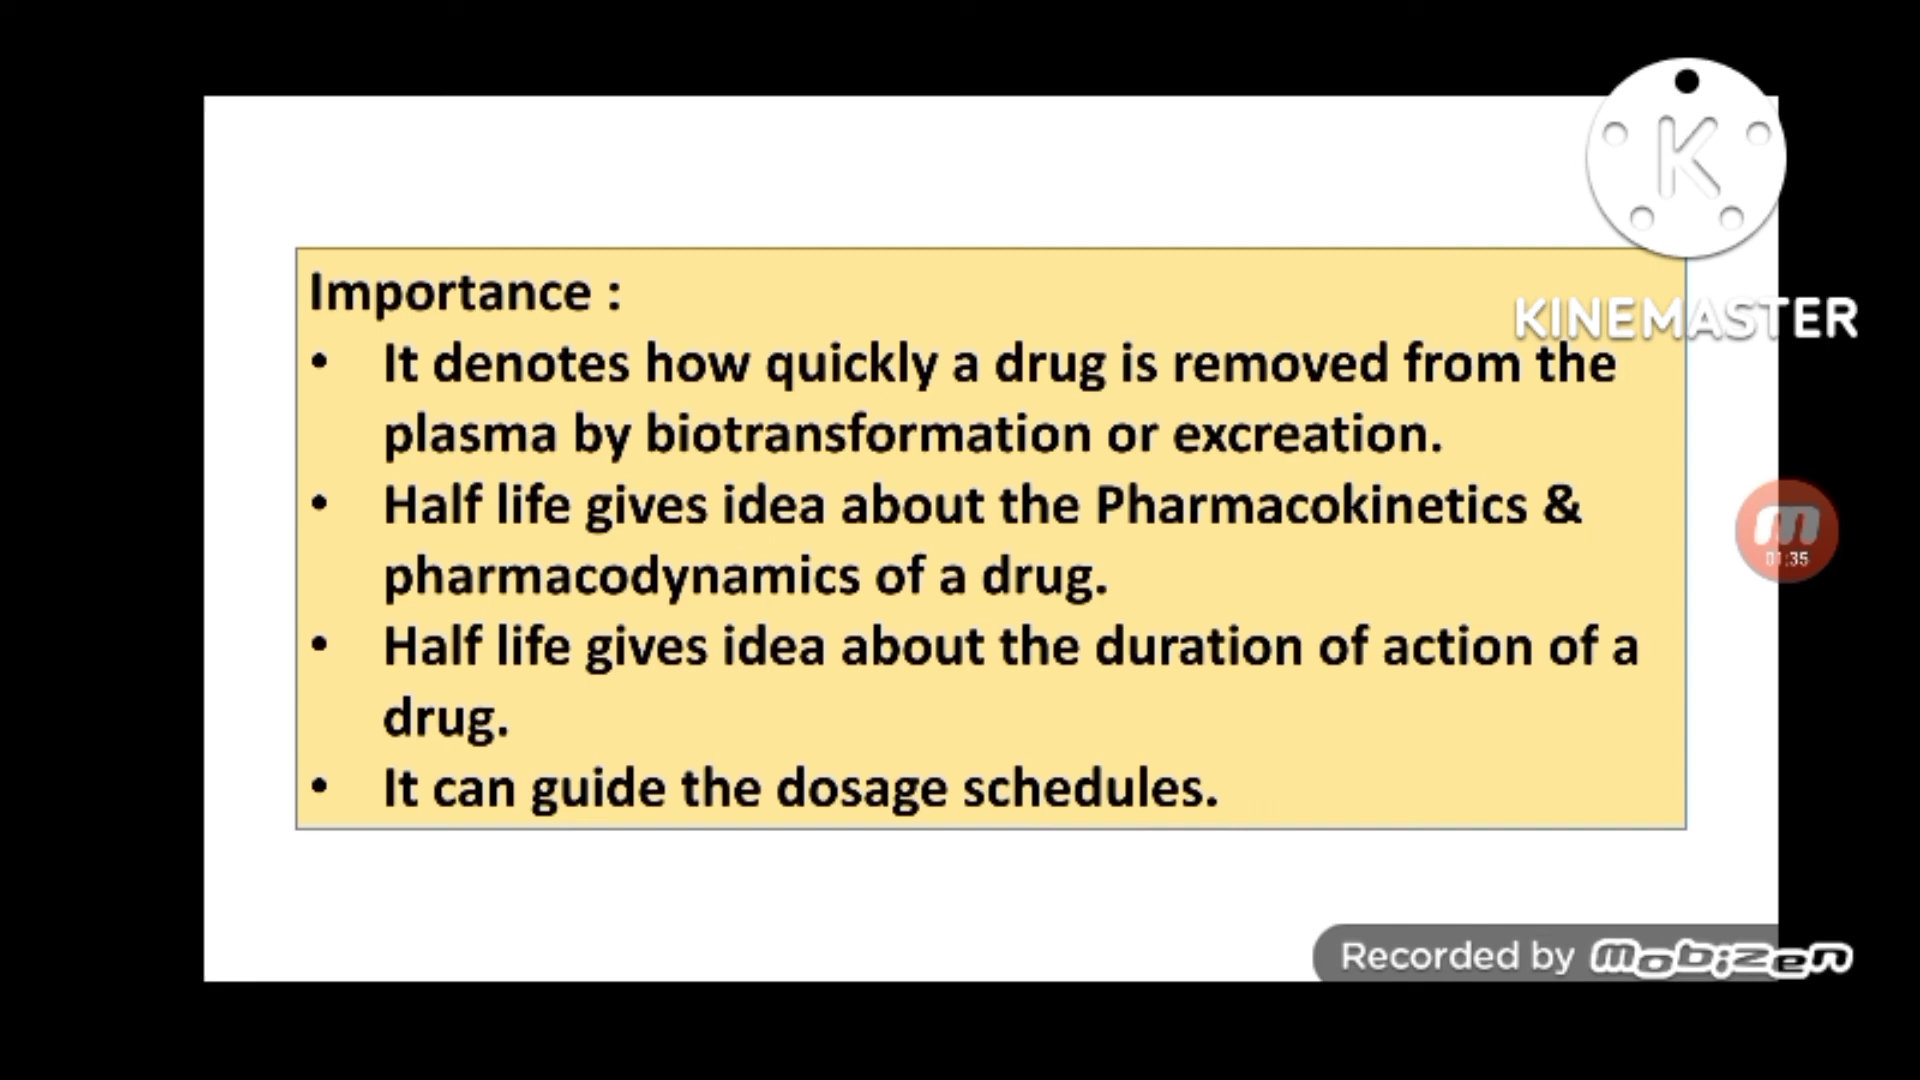 Importance :
• It denotes how quickly a drug is removed from the
plasma by biotransformation or excreation.
• Half life gives idea about the Pharmacokinetics &
pharmacodynamics of a drug.
• Half life gives idea about the duration of action of a
drug.
• It can guide the dosage schedules.
K
KINEMASTER
m
01:35
Recorded by mobizen